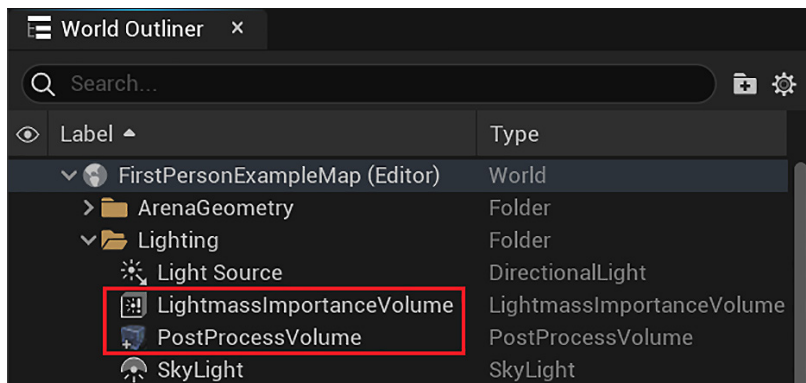 World Outliner
Search...
Label Type
FirstPersonExampleMap (Editor) World
ArenaGeometry Folder
Lighting Folder
Light Source DirectionalLight
LightmassImportanceVolume LightmassImportanceVolume
PostProcessVolume PostProcessVolume
SkyLight SkyLight